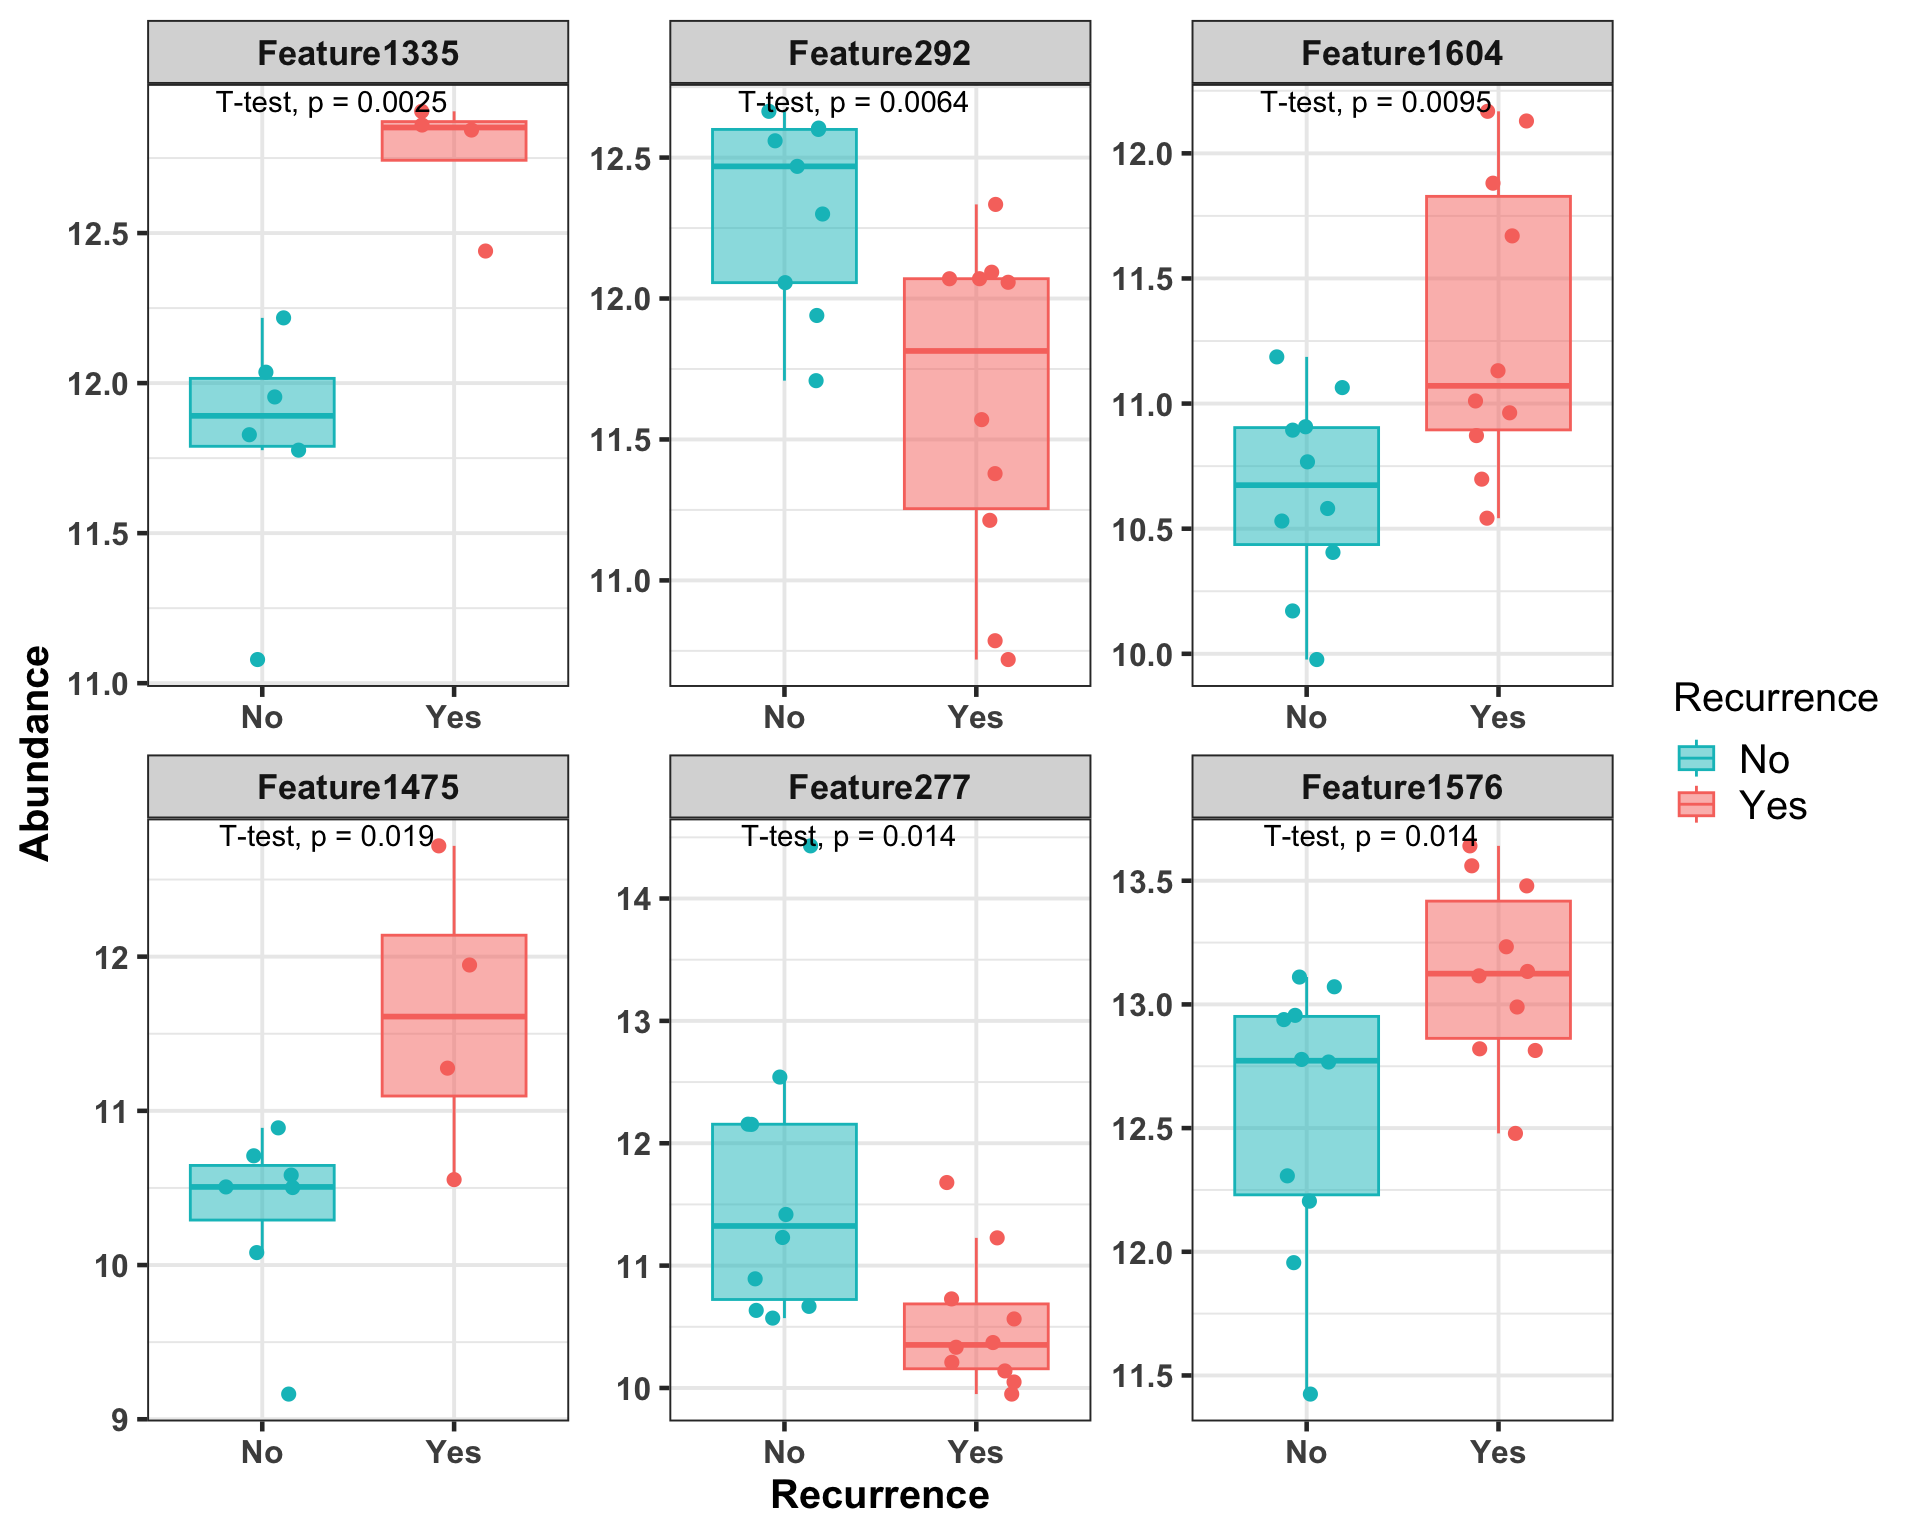 Feature1335
Feature292
Feature1604
T-test, p = 0.0025
T-test, p = 0.0064
T-test, p = 0.0095
12.5
12.0
11.5
11.0
12.5
12.0
11.5
11.0
12.0
11.5
11.0
10.5
10.0
No
Yes
No
Yes
No
Yes
Feature1475
Feature277
Feature1576
T-test, p = 0.019
T-test, p = 0.014
T-test, p = 0.014
12
11
10
9
14
13
12
11
10
13.5
13.0
12.5
12.0
11.5
No
Yes
No
Yes
No
Yes
Abundance
Recurrence
Recurrence
No
Yes